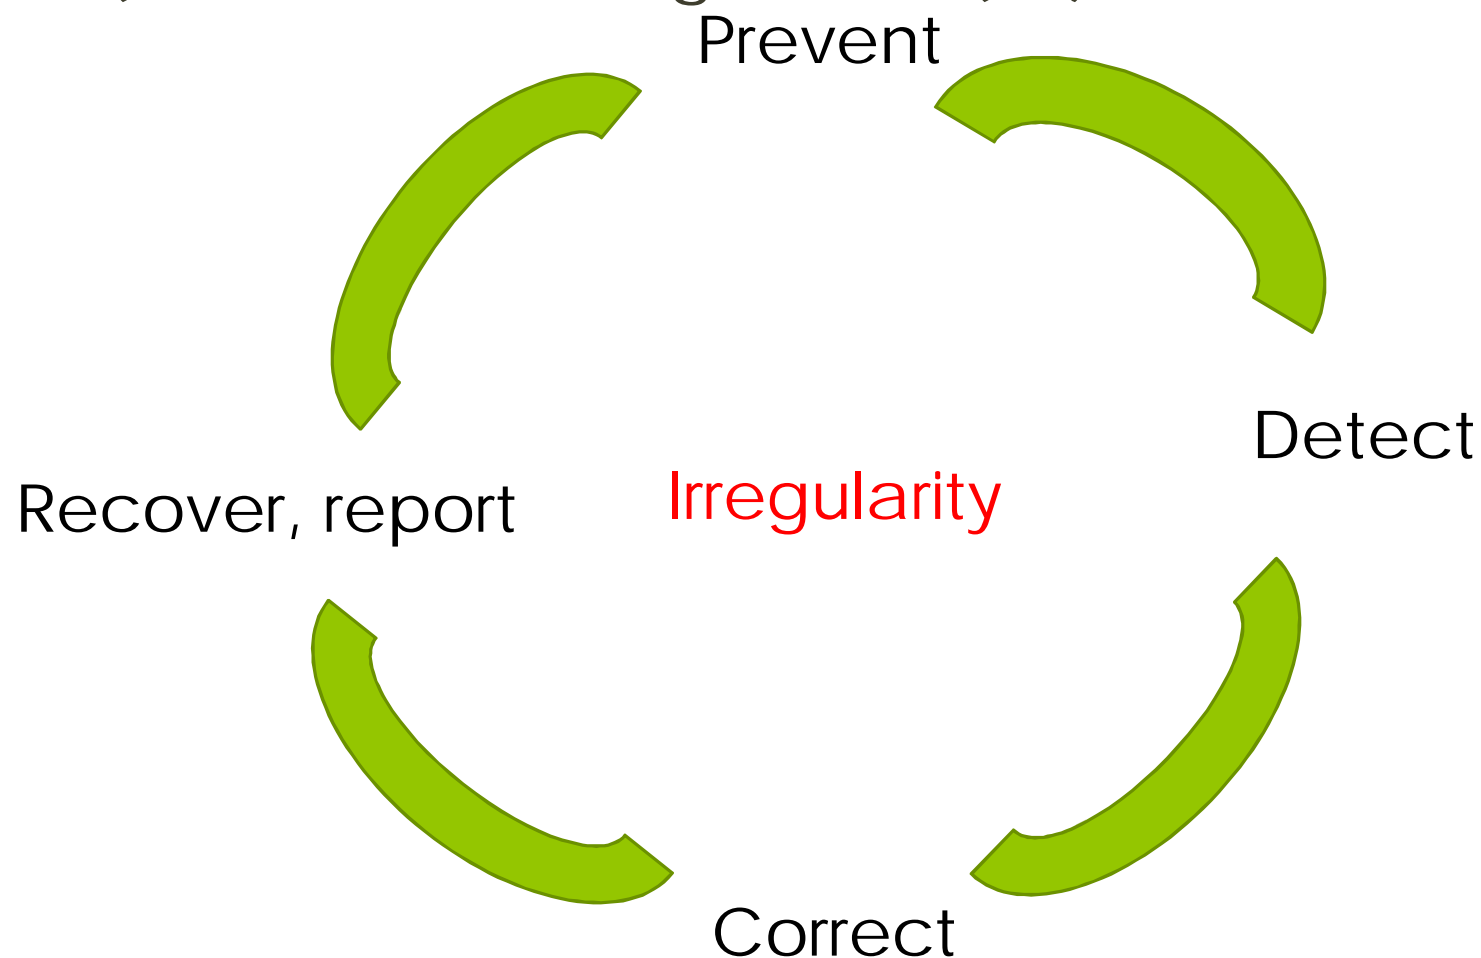 Prevent
Detect
Irregularity
Recover, report
Correct